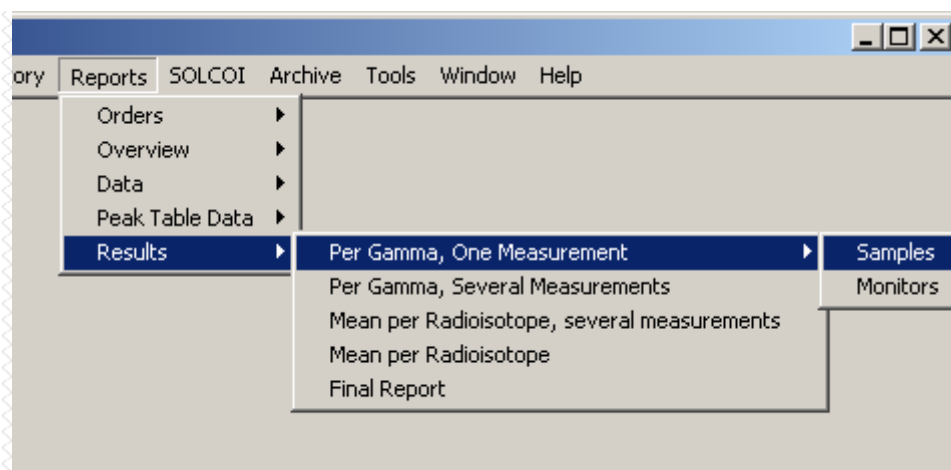 ory Reports SOLCOI Archive Tools Window Help
Orders
Overview
Data
Peak Table Data
Results
Per Gamma, One Measurement
Samples
Per Gamma, Several Measurements
Monitors
Mean per Radioisotope, several measurements
Mean per Radioisotope
Final Report